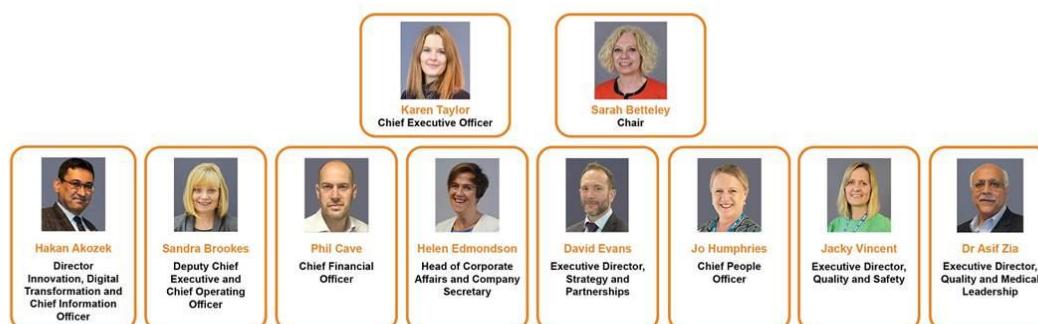 Karen Taylor
Chief Executive Officer
Sarah Betteley
Chair
Hakan Akozek
Director
Innovation, Digital
Transformation and
Chief Information
Officer
Sandra Brookes
Deputy Chief
Executive and
Chief Operating
Officer
Phil Cave
Chief Financial
Officer
Helen Edmondson
Head of Corporate
Affairs and Company
Secretary
David Evans
Executive Director,
Strategy and
Partnerships
Jo Humphries
Chief People
Officer
Jacky Vincent
Executive Director,
Quality and Safety
Dr Asif Zia
Executive Director,
Quality and Medical
Leadership